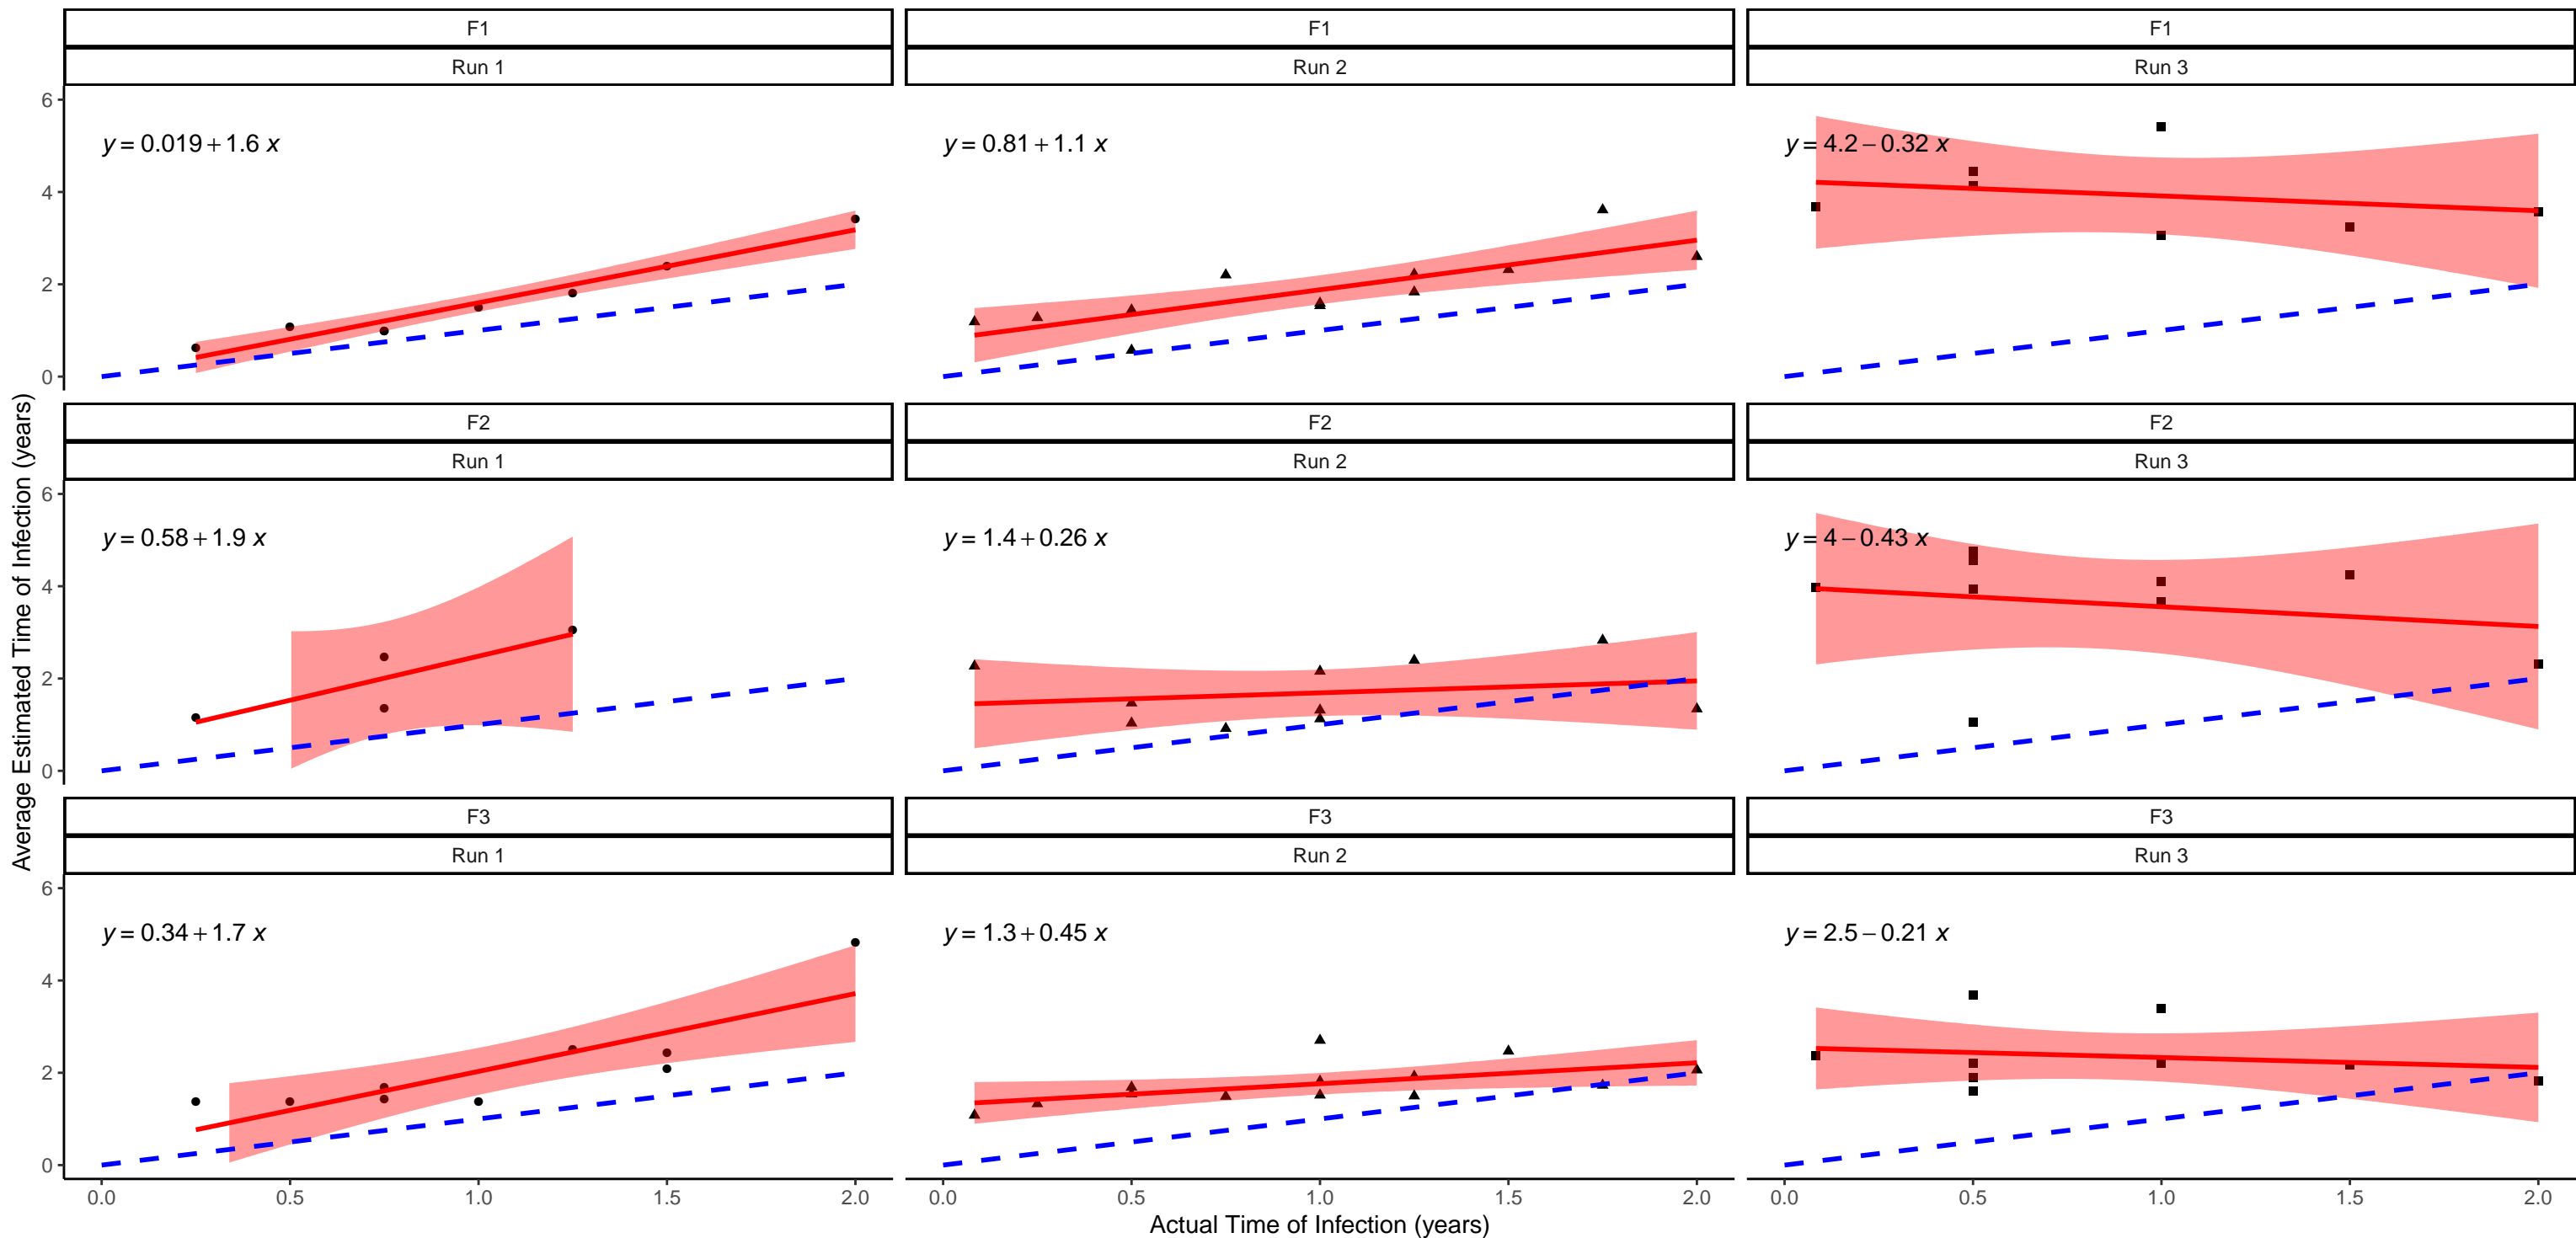 F1
F1
F1
Run 1
Run 2
Run 3
6
4
2
0
y = 0.019 + 1.6 x
y = 0.81 + 1.1 x
y = 4.2 − 0.32 x
F2
F2
F2
Run 1
Run 2
Run 3
6
4
2
0
y = 0.58 + 1.9 x
y = 1.4 + 0.26 x
y = 4 − 0.43 x
F3
F3
F3
Run 1
Run 2
Run 3
6
4
2
0
y = 0.34 + 1.7 x
y = 1.3 + 0.45 x
y = 2.5 − 0.21 x
0.0 0.5 1.0 1.5 2.0
0.0 0.5 1.0 1.5 2.0
0.0 0.5 1.0 1.5 2.0
Actual Time of Infection (years)
Average Estimated Time of Infection (years)